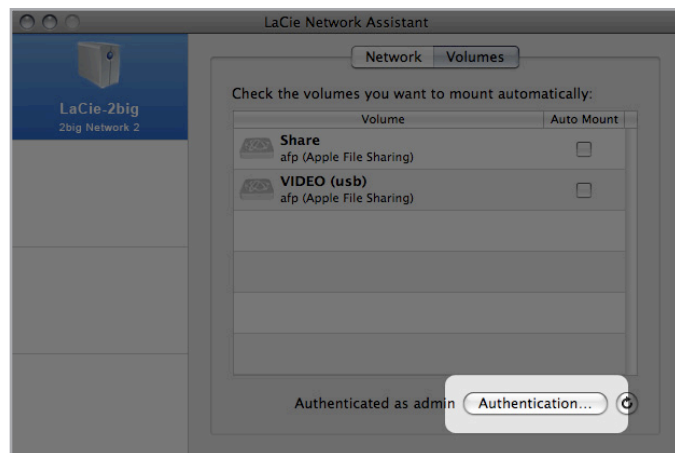 LaCie Network Assistant
LaCie-2big
2big Network 2
Network Volumes
Check the volumes you want to mount automatically:
Volume Auto Mount
Share
afp (Apple File Sharing)
VIDEO (usb)
afp (Apple File Sharing)
Authenticated as admin Authentication...